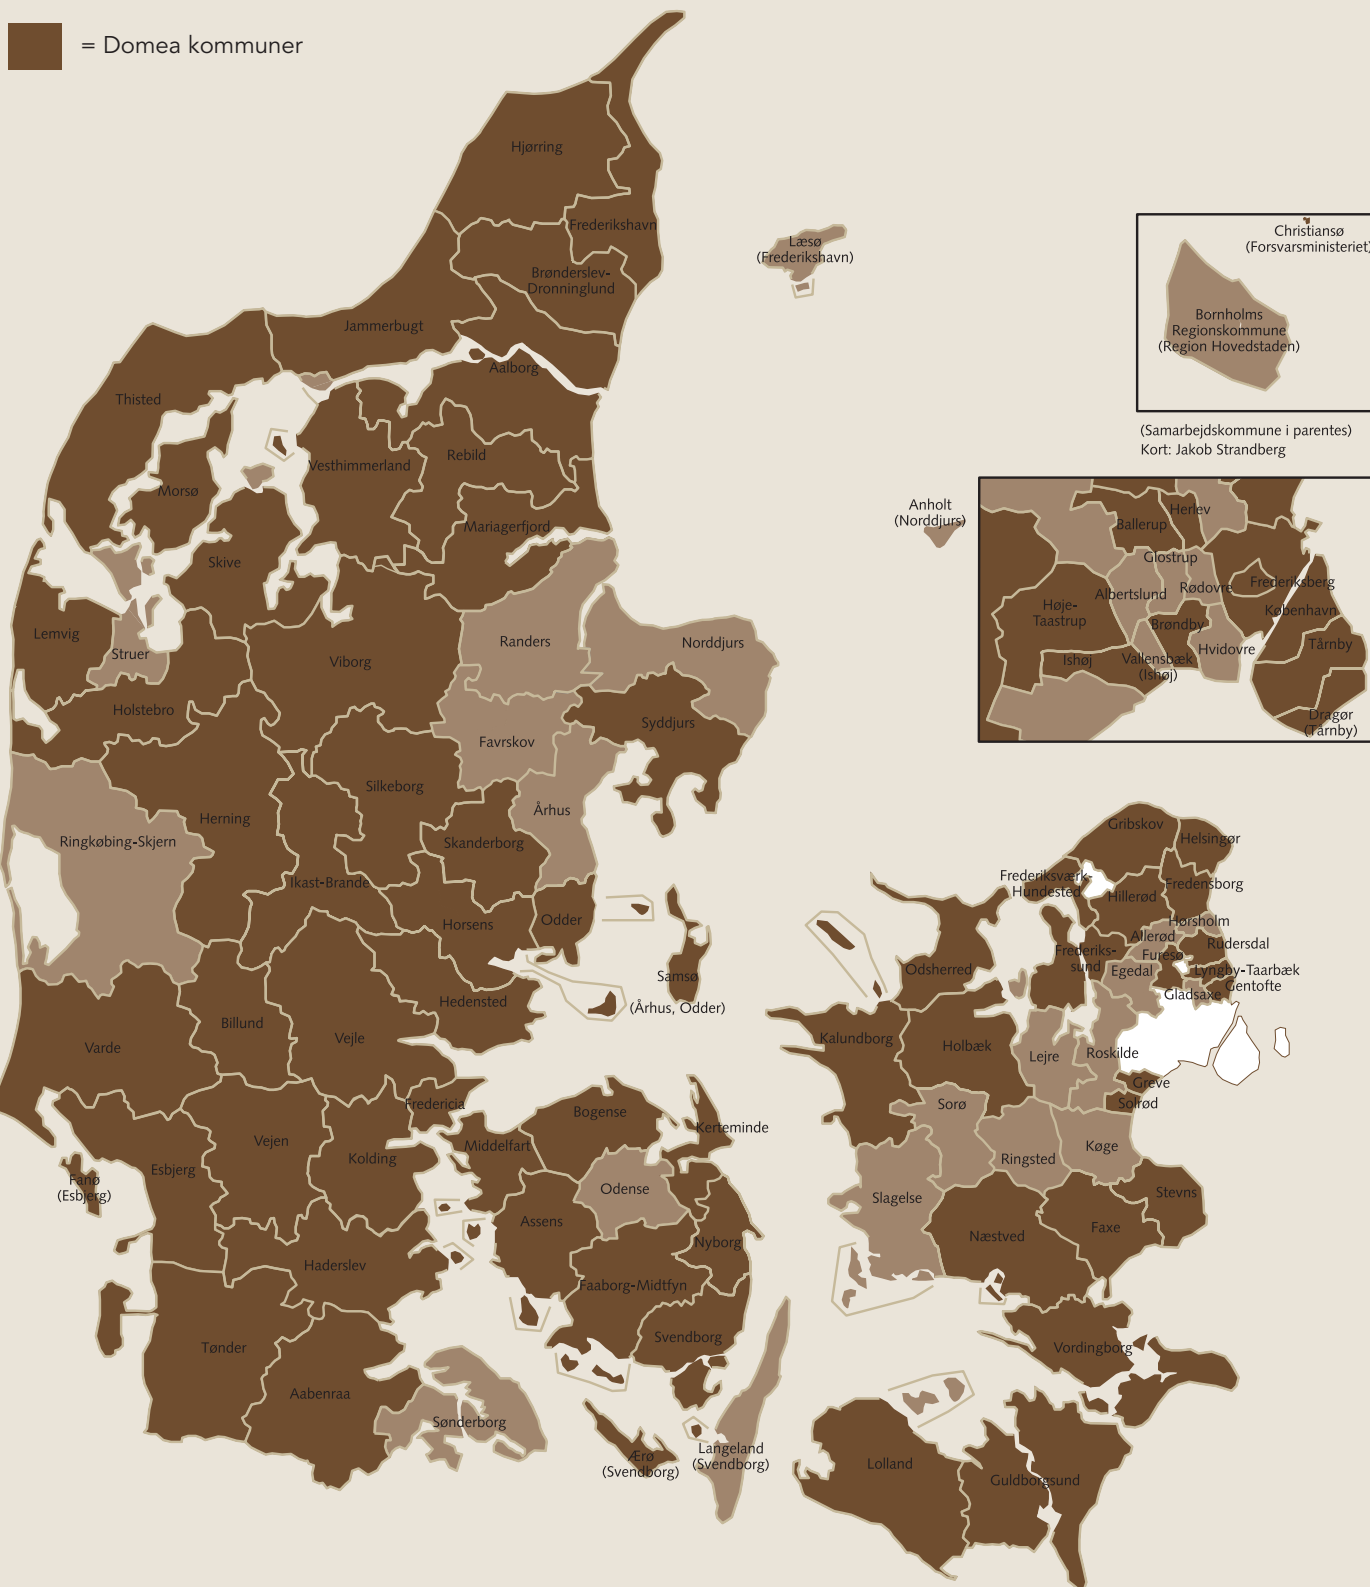 = Domea kommuner
Hjørring
Frederikshavn
Læsø
(Frederikshavn)
Christiansø
(Forsvarsministeriet)
Brønderslev-
Dronninglund
Jammerbugt
Bornholms
Regionskommune
(Region Hovedstaden)
Aalborg
Thisted
(Samarbejdskommune i parentes)
Kort: Jakob Strandberg
Vesthimmerland
Rebild
Morsø
Mariagerfjord
Anholt
(Norddjurs)
Herlev
Ballerup
Glostrup
Rødovre
Frederiksberg
Albertslund
Høje-
Taastrup
København
Brøndby
Hvidovre
Tårnby
Ishøj
Vallensbæk
(Ishøj)
Dragør
(Tårnby)
Skive
Lemvig
Struer
Viborg
Randers
Norddjurs
Holstebro
Syddjurs
Favrskov
Silkeborg
Århus
Herning
Ringkøbing-Skjern
Skanderborg
Ikast-Brande
Horsens
Odder
Samsø
(Århus, Odder)
Hedensted
Billund
Vejle
Varde
Gribskov
Helsingør
Frederiksværk-
Hundested
Hillerød
Fredensborg
Hørsholm
Allerød
Rudersdal
Frederiks-
sund
Furesø
Egedal
Lyngby-Taarbæk
Gentofte
Gladsaxe
Odsherred
Kalundborg
Holbæk
Lejre
Roskilde
Greve
Solrød
Fredericia
Bogense
Kerteminde
Middelfart
Sorø
Vejen
Kolding
Esbjerg
Fanø
(Esbjerg)
Odense
Ringsted
Køge
Slagelse
Stevns
Assens
Nyborg
Næstved
Faxe
Haderslev
Faaborg-Midtfyn
Tønder
Svendborg
Vordingborg
Aabenraa
Sønderborg
Ærø
(Svendborg)
Langeland
(Svendborg)
Lolland
Guldborgsund